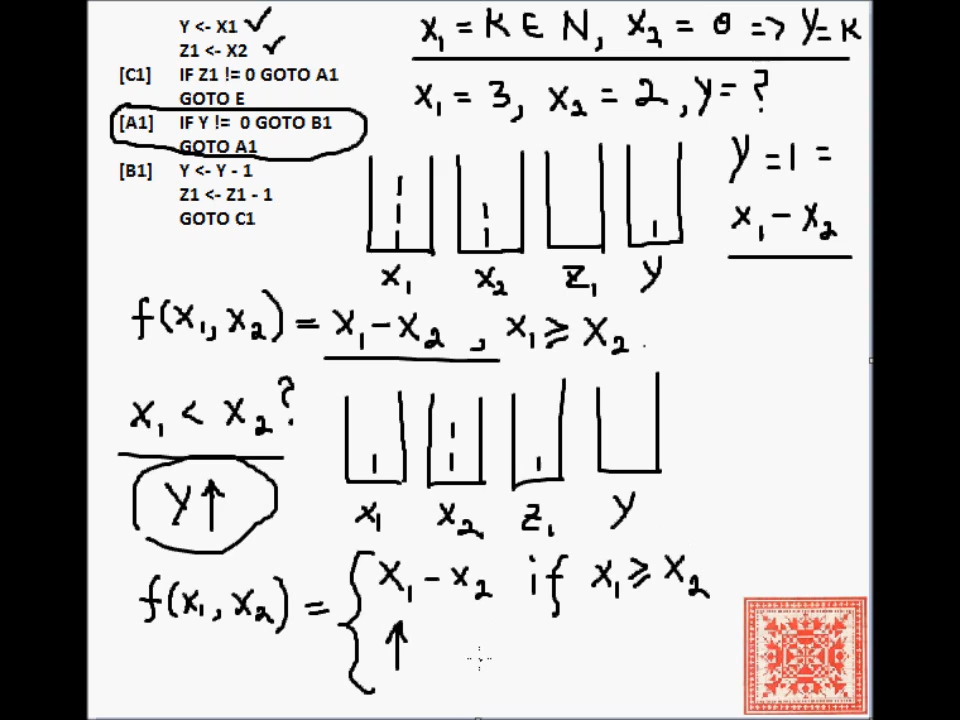 Y <- X1 ✓
Z1 <- X2 ✓
[C1] IF Z1 != 0 GOTO A1
GOTO E
[A1] IF Y != 0 GOTO B1
GOTO A1
[B1] Y <- Y - 1
Z1 <- Z1 - 1
GOTO C1
x₁ = K ∈ N, x₂ = 0 => Y = K
x₁ = 3, x₂ = 2, y = ?
y = 1 =
x₁ - x₂
x₁ x₂ z₁ y
f(x₁, x₂) = x₁ - x₂, x₁ ⩾ x₂.
x₁ < x₂?
Y ↑
x₁ x₂ z₁ y
f(x₁, x₂) = { x₁ - x₂ if x₁ ⩾ x₂
↑